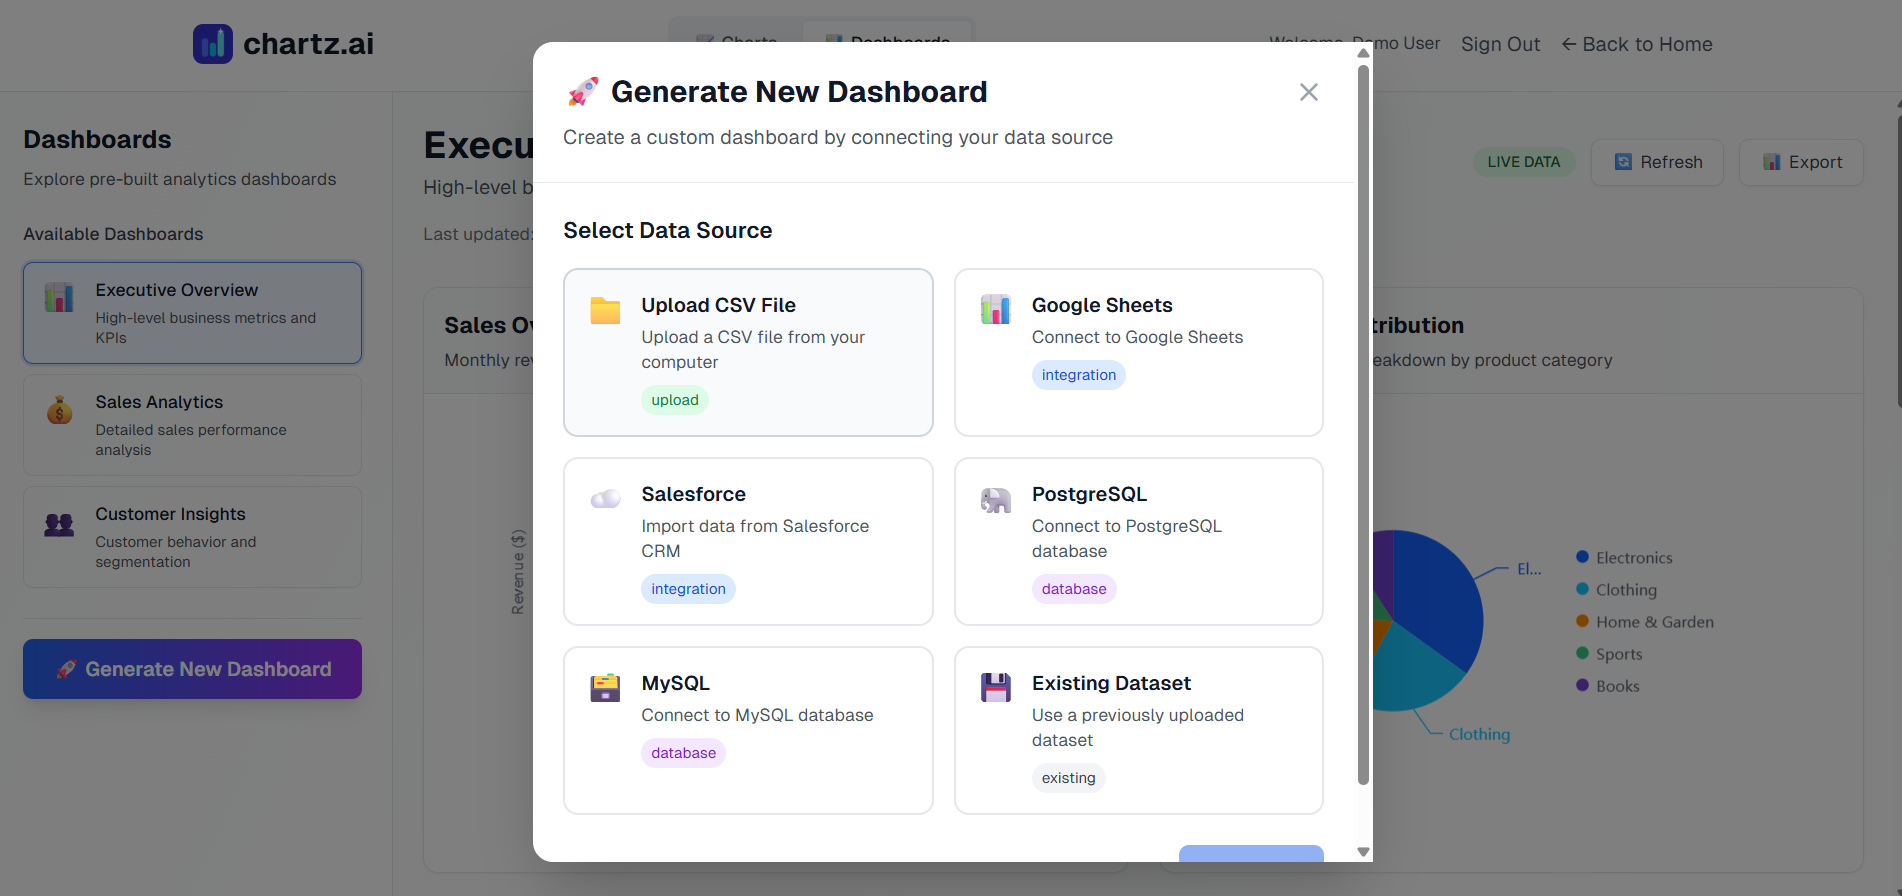 chartz.ai
Charts
Dashboards
Welcome, Demo User
Sign Out
← Back to Home
Dashboards
Explore pre-built analytics dashboards
Available Dashboards
Executive Overview
High-level business metrics and
KPIs
Sales Analytics
Detailed sales performance
analysis
Customer Insights
Customer behavior and
segmentation
Generate New Dashboard
Execu
High-level b
Last updated:
LIVE DATA
Refresh
Export
Sales Ov
Monthly rev
Revenue ($)
tribution
eakdown by product category
El...
Clothing
Electronics
Clothing
Home & Garden
Sports
Books
Generate New Dashboard
Create a custom dashboard by connecting your data source
Select Data Source
Upload CSV File
Upload a CSV file from your
computer
upload
Google Sheets
Connect to Google Sheets
integration
Salesforce
Import data from Salesforce
CRM
integration
PostgreSQL
Connect to PostgreSQL
database
database
MySQL
Connect to MySQL database
database
Existing Dataset
Use a previously uploaded
dataset
existing